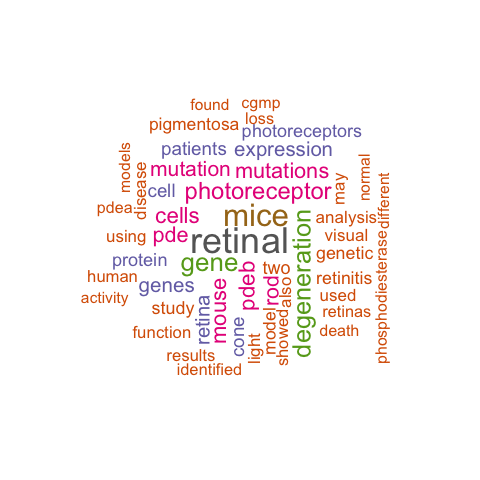 found
cgmp
loss
pigmentosa
photoreceptors
patients
expression
models
disease
mutation
mutations
may
normal
cell
photoreceptor
different
pdea
cells
mice
analysis
using
pde
retinal
degeneration
visual
genetic
phosphodiesterase
protein
gene
two
retinitis
human
genes
pdeb
rod
also
used
activity
study
retina
mouse
model
showed
retinas
function
cone
light
death
results
identified